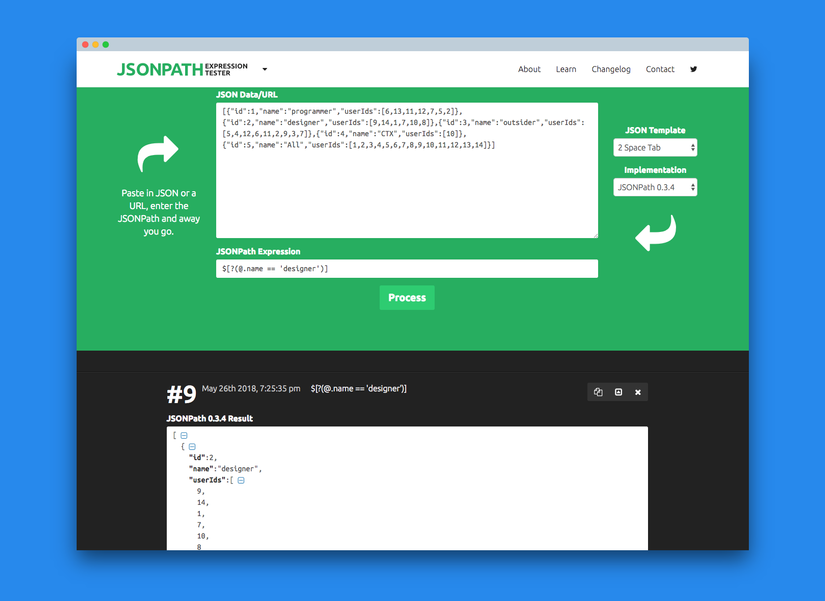 JSONPATH EXPRESSION TESTER
About Learn Changelog Contact
JSON Data/URL
[{"id":1,"name":"programmer","userIds":[6,13,11,12,7,5,2]},
{"id":2,"name":"designer","userIds":[9,14,1,7,10,8]},{"id":3,"name":"outsider","userIds":
[5,4,12,6,11,2,9,3,7]},{"id":4,"name":"CTX","userIds":[10]},
{"id":5,"name":"All","userIds":[1,2,3,4,5,6,7,8,9,10,11,12,13,14]}]
Paste in JSON or a
URL, enter the
JSONPath and away
you go.
JSON Template
2 Space Tab
Implementation
JSONPath 0.3.4
JSONPath Expression
$[?(@.name == 'designer')]
Process
#9 May 26th 2018, 7:25:35 pm $[?(@.name == 'designer')]
JSONPath 0.3.4 Result
[
{
"id":2,
"name":"designer",
"userIds":[
9,
14,
1,
7,
10,
8